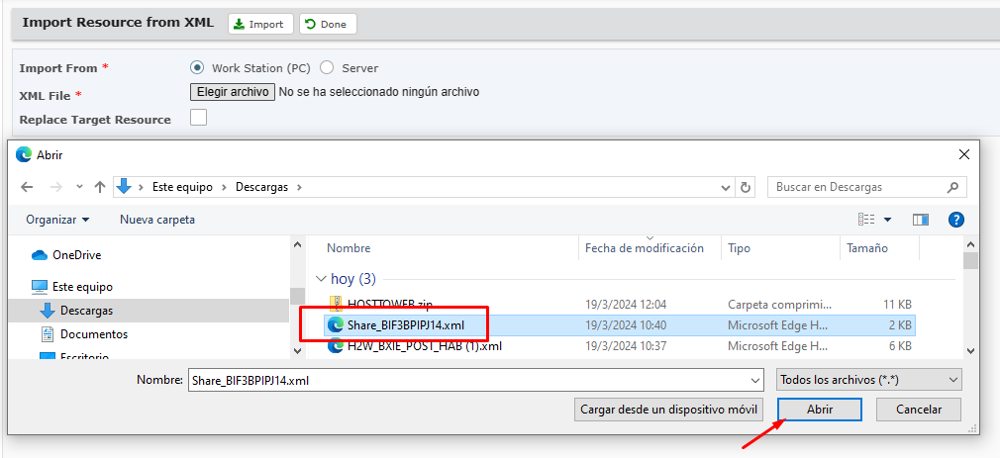 Import Resource from XML Import Done
Import From * Work Station (PC) Server
XML File * Elegir archivo No se ha seleccionado ningún archivo
Replace Target Resource
Abrir
Este equipo Descargas
Buscar en Descargas
Organizar Nueva carpeta
Nombre Fecha de modificación Tipo Tamaño
OneDrive
Este equipo
Descargas
Documentos
Escritorio
hoy (3)
HOSTTOWEB.zip 19/3/2024 12:04 Carpeta comprimi... 11 KB
Share_BIF3BPIPJ14.xml 19/3/2024 10:40 Microsoft Edge H... 2 KB
H2W_BXIE_POST_HAB (1).xml 19/3/2024 10:37 Microsoft Edge H... 6 KB
Nombre: Share_BIF3BPIPJ14.xml Todos los archivos (*.*)
Cargar desde un dispositivo móvil Abrir Cancelar